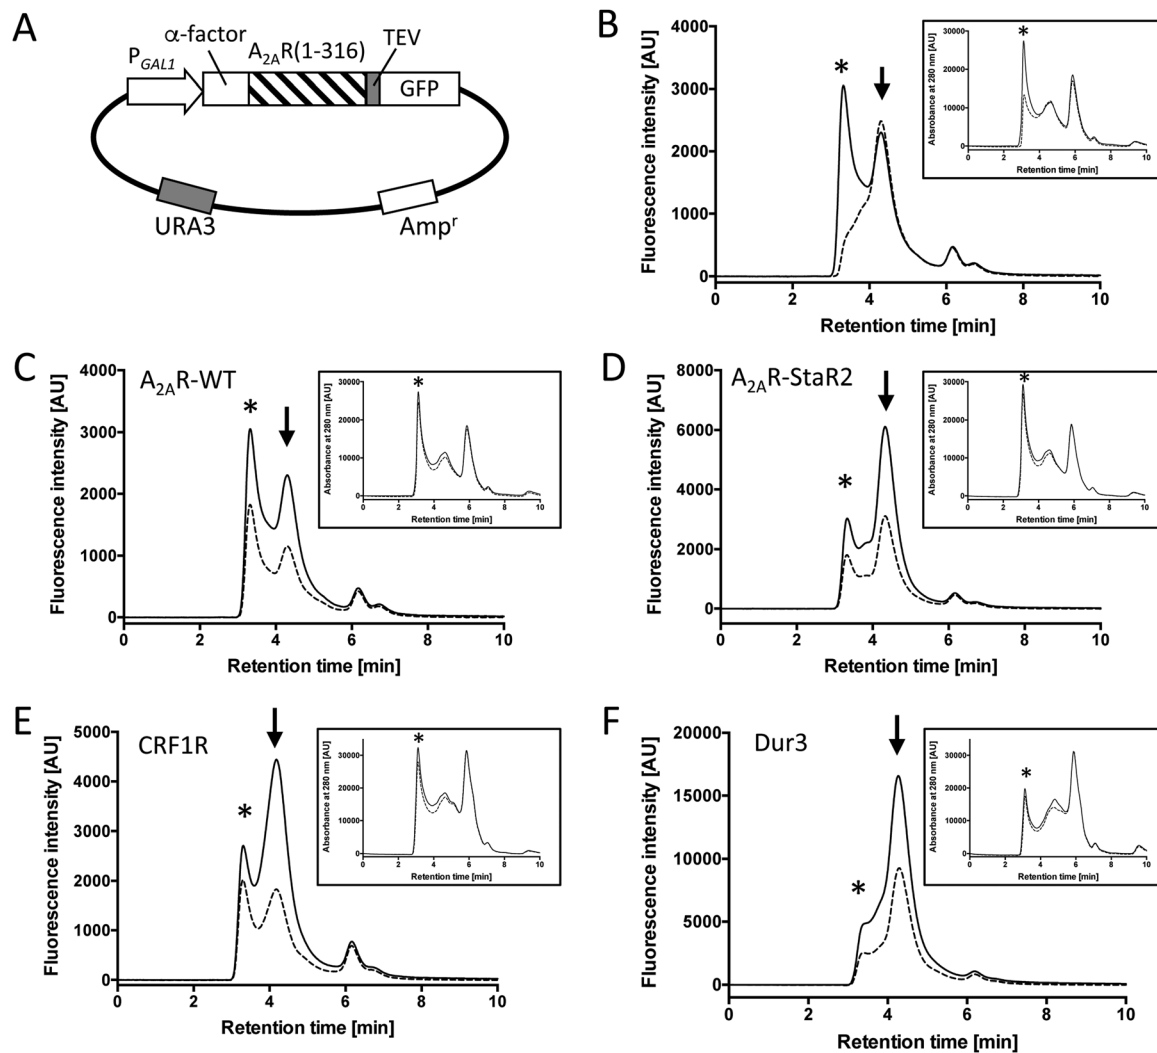 A
α-factor
A2AR(1-316)
TEV
PGAL1
GFP
URA3
Ampr
B
Fluorescence intensity [AU]
4000
3000
2000
1000
0
0 2 4 6 8 10
Retention time [min]
*
Absrobance at 280 nm [AU]
30000
20000
10000
0
0 2 4 6 8 10
Retention time [min]
*
C
A2AR-WT
Fluorescence intensity [AU]
4000
3000
2000
1000
0
0 2 4 6 8 10
Retention time [min]
*
Absorbance at 280 nm [AU]
30000
20000
10000
0
0 2 4 6 8 10
Retention time [min]
*
D
A2AR-StaR2
Fluorescence intensity [AU]
8000
6000
4000
2000
0
0 2 4 6 8 10
Retention time [min]
*
Absorbance at 280 nm [AU]
30000
20000
10000
0
0 2 4 6 8 10
Retention time [min]
*
E
CRF1R
Fluorescence intensity [AU]
5000
4000
3000
2000
1000
0
0 2 4 6 8 10
Retention time [min]
*
Absorbance at 280 nm [AU]
30000
20000
10000
0
0 2 4 6 8 10
Retention time [min]
*
F
Dur3
Fluorescence intensity [AU]
20000
15000
10000
5000
0
0 2 4 6 8 10
Retention time [min]
*
Absorbance at 280 nm [AU]
30000
20000
10000
0
0 2 4 6 8 10
Retention time [min]
*